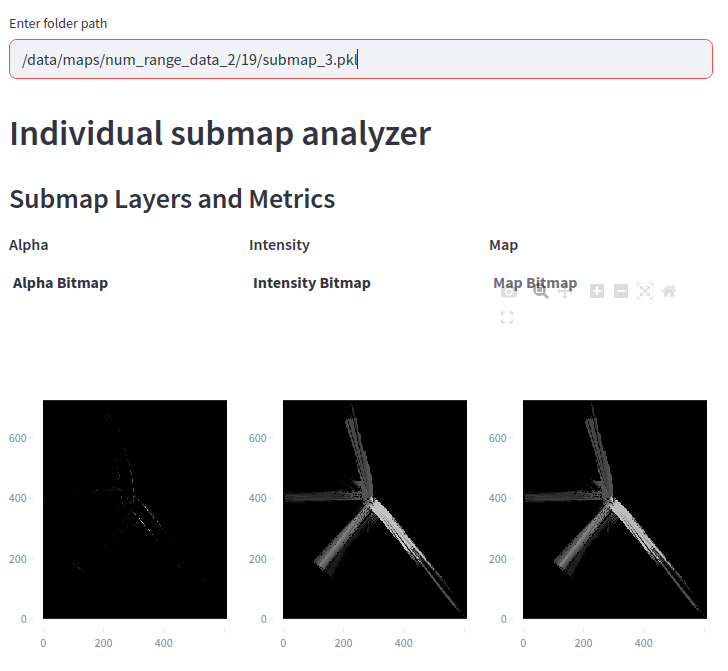 Enter folder path
/data/maps/num_range_data_2/19/submap_3.pkl
Individual submap analyzer
Submap Layers and Metrics
Alpha Intensity Map
Alpha Bitmap Intensity Bitmap Map Bitmap
600 600 600
400 400 400
200 200 200
0 0 0
0 200 400 0 200 400 0 200 400